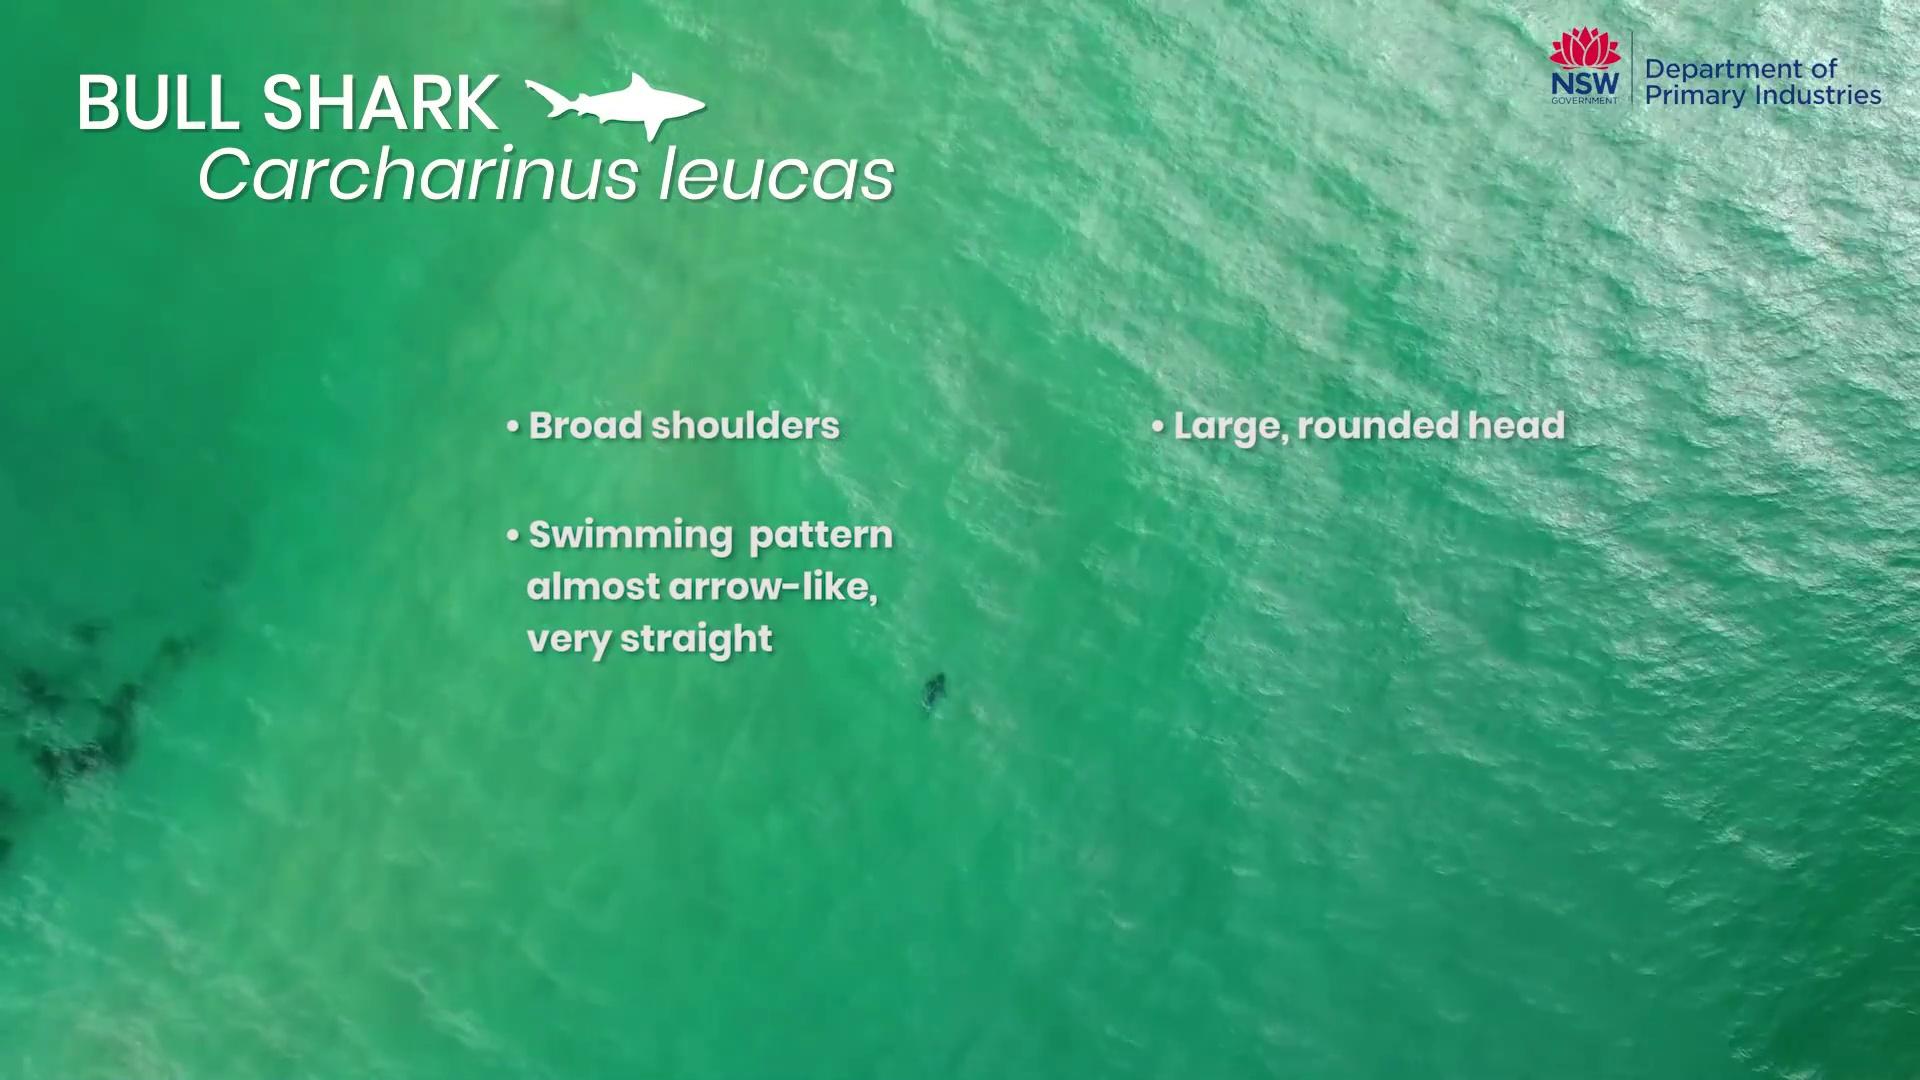 BULL SHARK
Carcharinus leucas
NSW
GOVERNMENT
Department of
Primary Industries
• Broad shoulders
• Swimming pattern
almost arrow-like,
very straight
• Large, rounded head